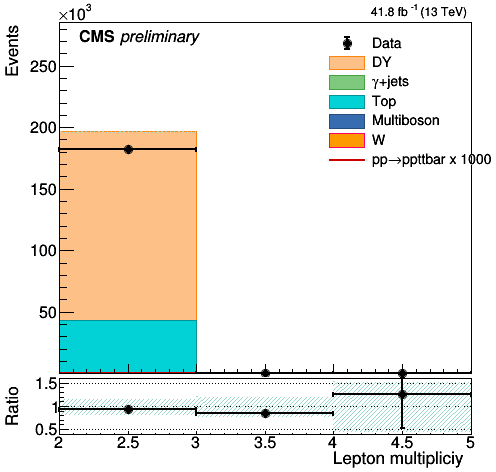 ×10³
41.8 fb⁻¹ (13 TeV)
CMS preliminary
Events
250
200
150
100
50
Data
DY
γ+jets
Top
Multiboson
W
pp→ppttbar x 1000
Ratio
1.5
1
0.5
2 2.5 3 3.5 4 4.5 5
Lepton multipliciy